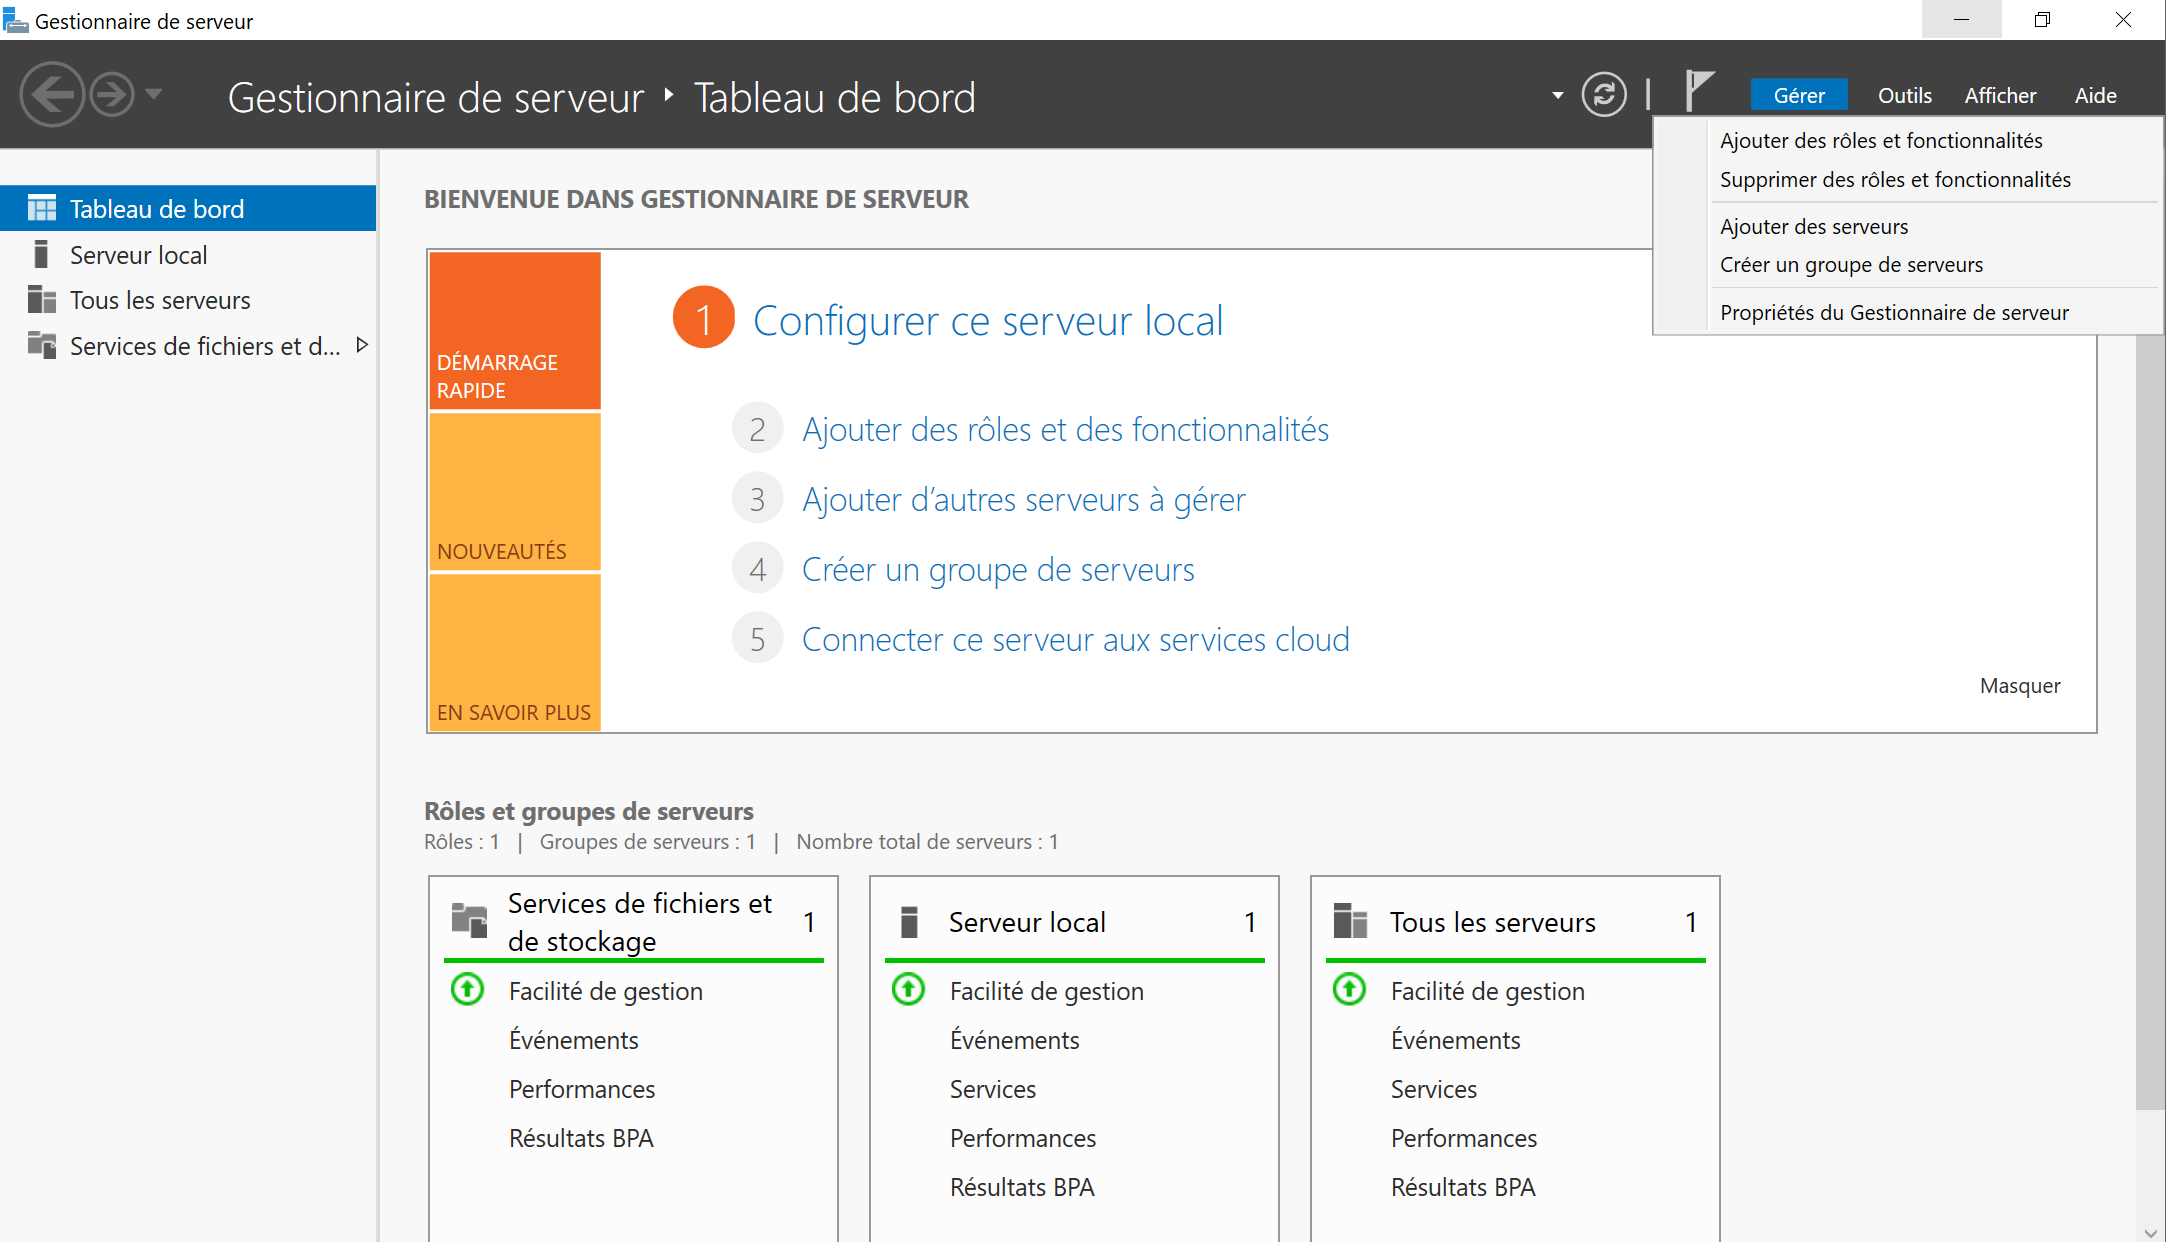 Gestionnaire de serveur
Gestionnaire de serveur Tableau de bord
Gérer Outils Afficher Aide
Ajouter des rôles et fonctionnalités
Supprimer des rôles et fonctionnalités
Ajouter des serveurs
Créer un groupe de serveurs
Propriétés du Gestionnaire de serveur
Tableau de bord
Serveur local
Tous les serveurs
Services de fichiers et d...
BIENVENUE DANS GESTIONNAIRE DE SERVEUR
DÉMARRAGE
RAPIDE
NOUVEAUTÉS
EN SAVOIR PLUS
1 Configurer ce serveur local
2 Ajouter des rôles et des fonctionnalités
3 Ajouter d’autres serveurs à gérer
4 Créer un groupe de serveurs
5 Connecter ce serveur aux services cloud
Masquer
Rôles et groupes de serveurs
Rôles : 1 | Groupes de serveurs : 1 | Nombre total de serveurs : 1
Services de fichiers et
de stockage 1
Facilité de gestion
Événements
Performances
Résultats BPA
Serveur local 1
Facilité de gestion
Événements
Services
Performances
Résultats BPA
Tous les serveurs 1
Facilité de gestion
Événements
Services
Performances
Résultats BPA